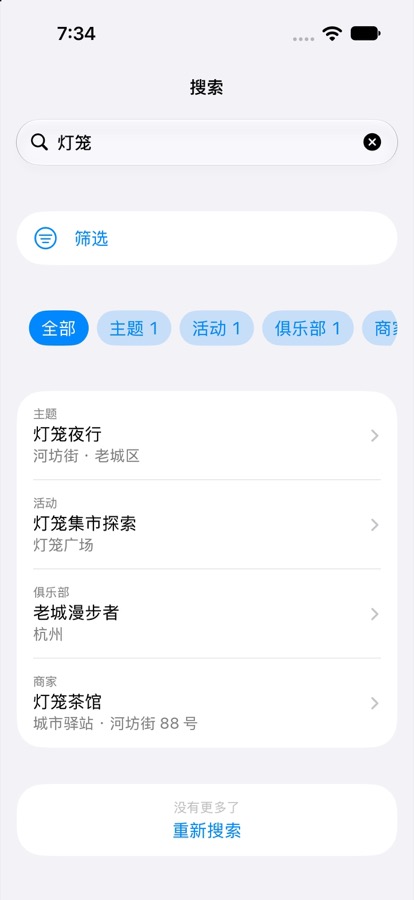 7:34
搜索
灯笼
筛选
全部
主题 1
活动 1
俱乐部 1
商
主题
灯笼夜行
河坊街 · 老城区
活动
灯笼集市探索
灯笼广场
俱乐部
老城漫步者
杭州
商家
灯笼茶馆
城市驿站 · 河坊街 88 号
没有更多了
重新搜索